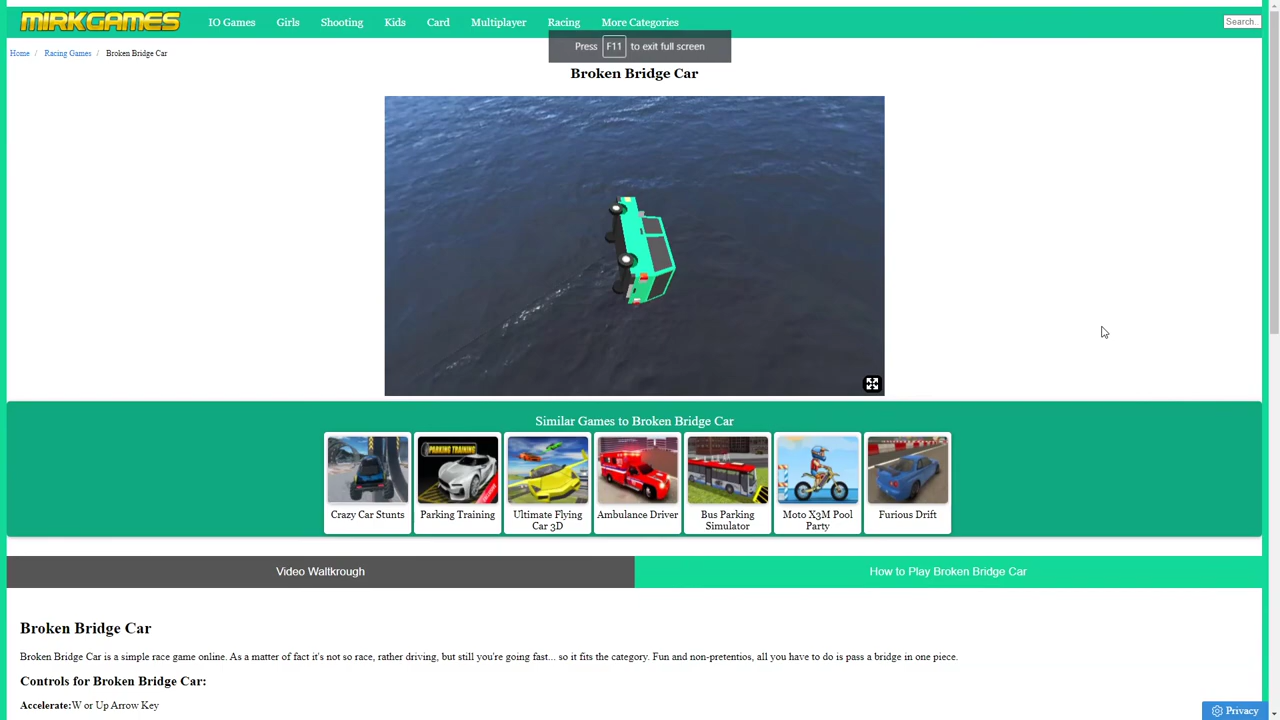 MIRKGAMES
IO Games Girls Shooting Kids Card Multiplayer Racing More Categories
Search...
Home / Racing Games / Broken Bridge Car
Press F11 to exit full screen
Broken Bridge Car
Similar Games to Broken Bridge Car
PARKING TRAINING
Crazy Car Stunts
Parking Training
Ultimate Flying
Car 3D
Ambulance Driver
Bus Parking
Simulator
Moto X3M Pool
Party
Furious Drift
Video Waltkrough
How to Play Broken Bridge Car
Broken Bridge Car
Broken Bridge Car is a simple race game online. As a matter of fact it's not so race, rather driving, but still you're going fast... so it fits the category. Fun and non-pretentios, all you have to do is pass a bridge in one piece.
Controls for Broken Bridge Car:
Accelerate:W or Up Arrow Key
Privacy